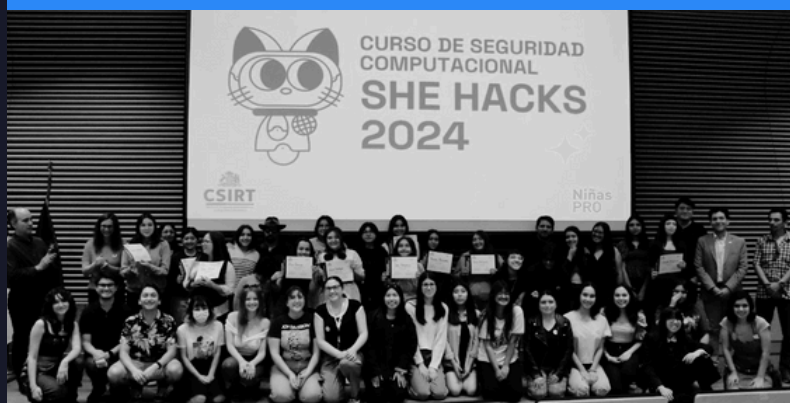 CURSO DE SEGURIDAD
COMPUTACIONAL
SHE HACKS
2024
CSIRT
Niñas
PRO